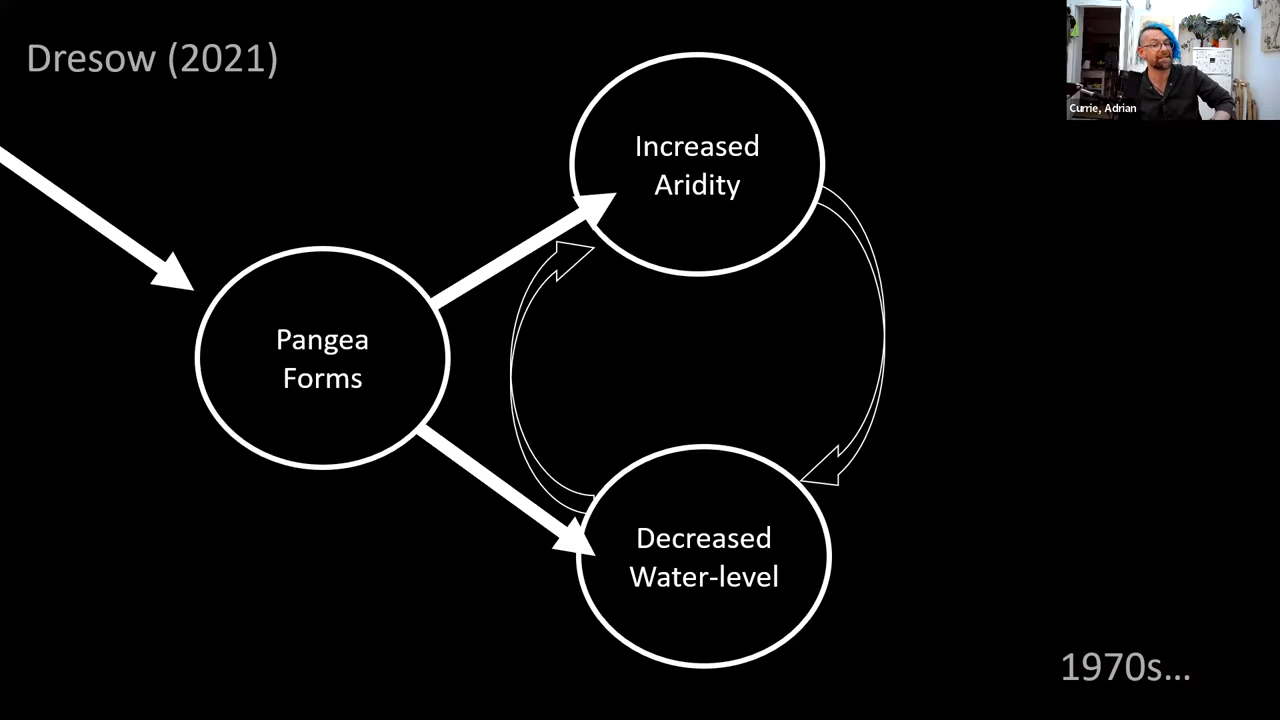 Dresow (2021)
Currie, Adrian
Increased
Aridity
Pangea
Forms
Decreased
Water-level
1970s...